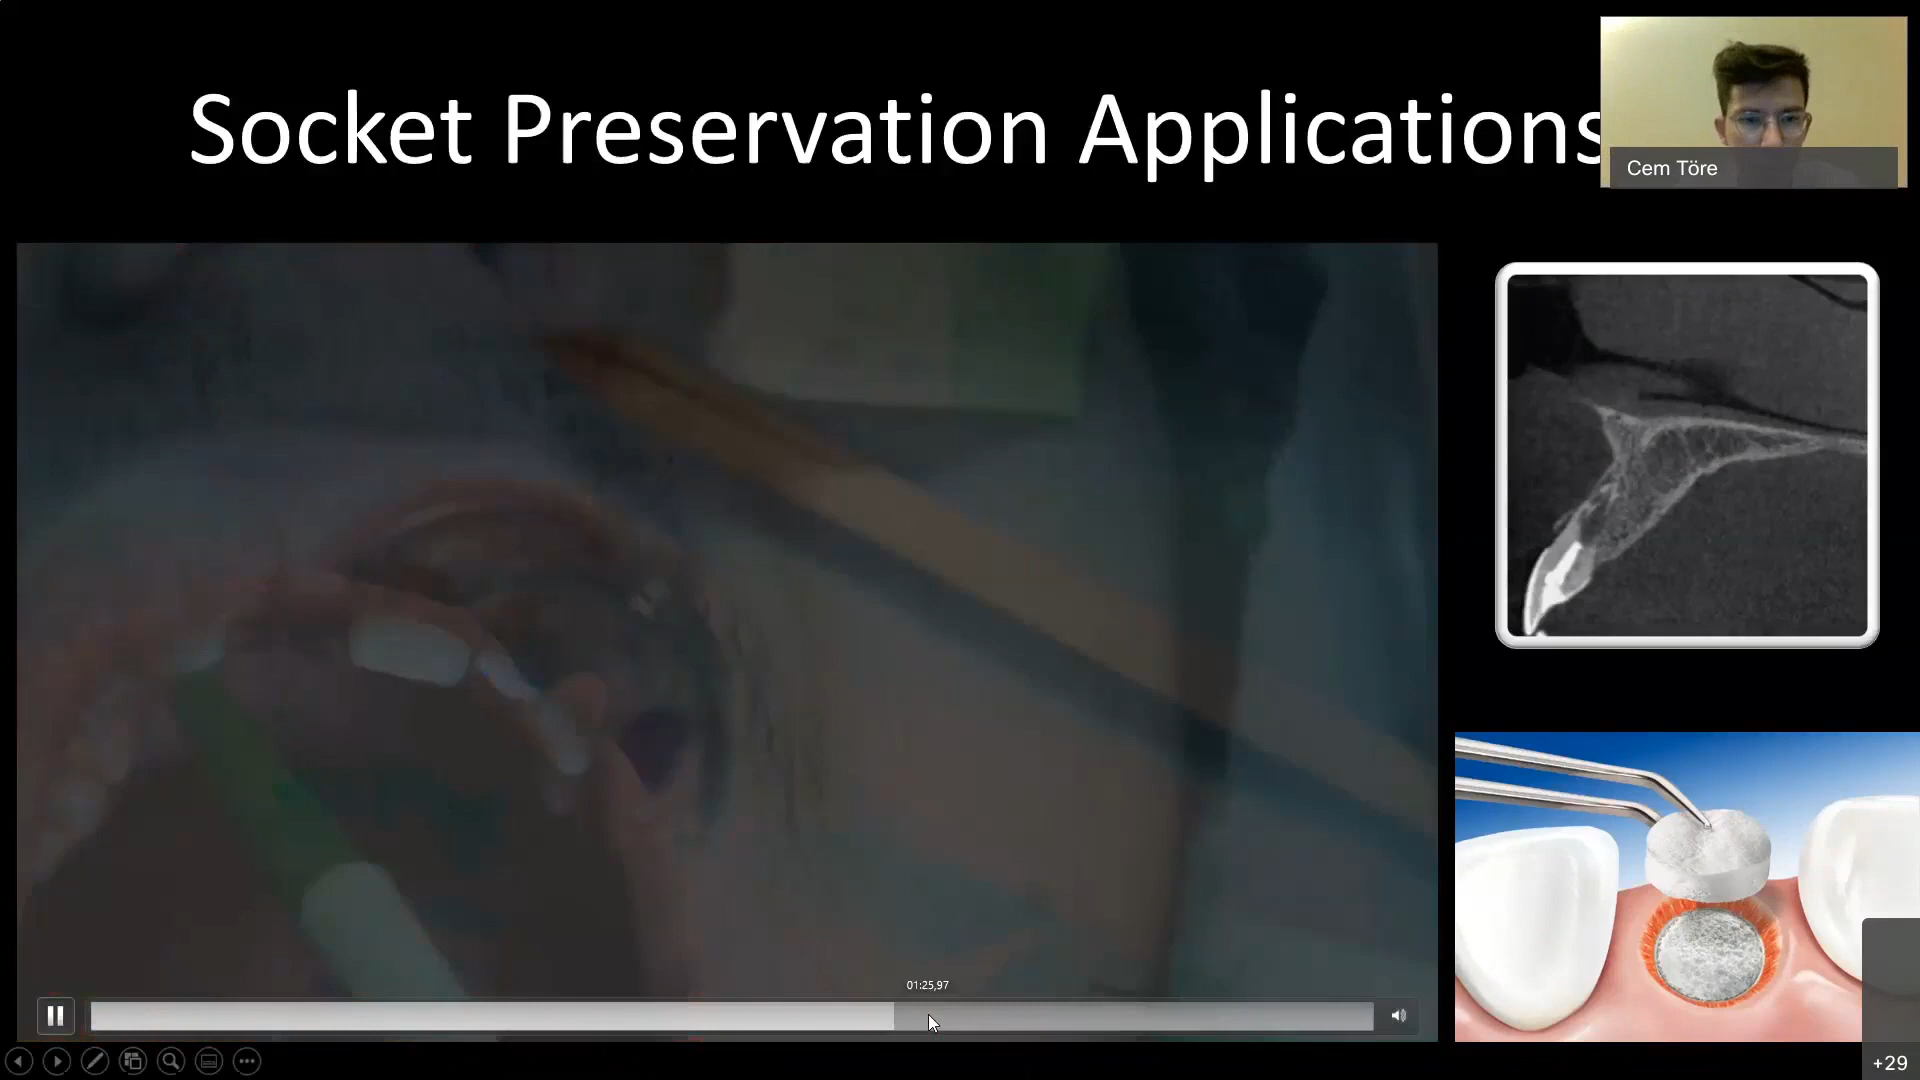 Socket Preservation Applications
Cem Töre
01:25,97
+29